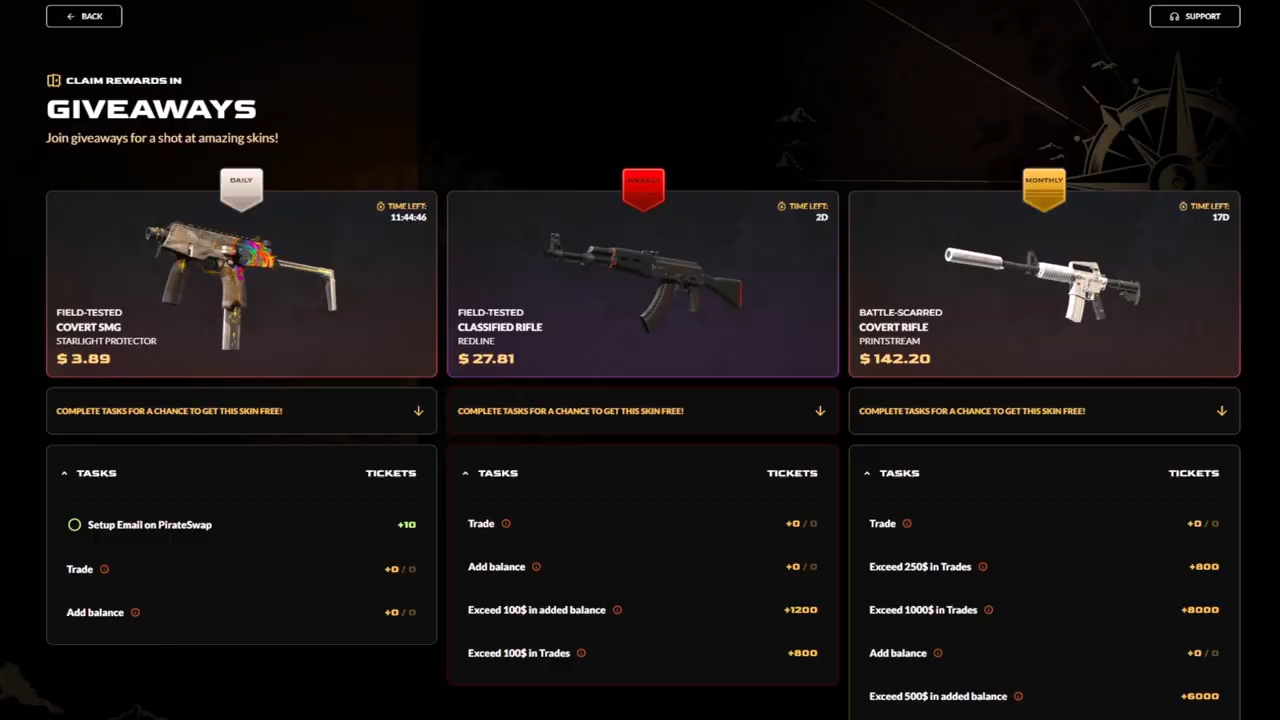 BACK
SUPPORT
CLAIM REWARDS IN
GIVEAWAYS
Join giveaways for a shot at amazing skins!
DAILY
TIME LEFT:
11:44:46
FIELD-TESTED
COVERT SMG
STARLIGHT PROTECTOR
$ 3.89
WEEKLY
TIME LEFT:
2D
FIELD-TESTED
CLASSIFIED RIFLE
REDLINE
$ 27.81
MONTHLY
TIME LEFT:
17D
BATTLE-SCARRED
COVERT RIFLE
PRINTSTREAM
$ 142.20
COMPLETE TASKS FOR A CHANCE TO GET THIS SKIN FREE!
COMPLETE TASKS FOR A CHANCE TO GET THIS SKIN FREE!
COMPLETE TASKS FOR A CHANCE TO GET THIS SKIN FREE!
TASKS TICKETS
Setup Email on PirateSwap +10
Trade +0 / 0
Add balance +0 / 0
TASKS TICKETS
Trade +0 / 0
Add balance +0 / 0
Exceed 100$ in added balance +1200
Exceed 100$ in Trades +800
TASKS TICKETS
Trade +0 / 0
Exceed 250$ in Trades +800
Exceed 1000$ in Trades +8000
Add balance +0 / 0
Exceed 500$ in added balance +6000